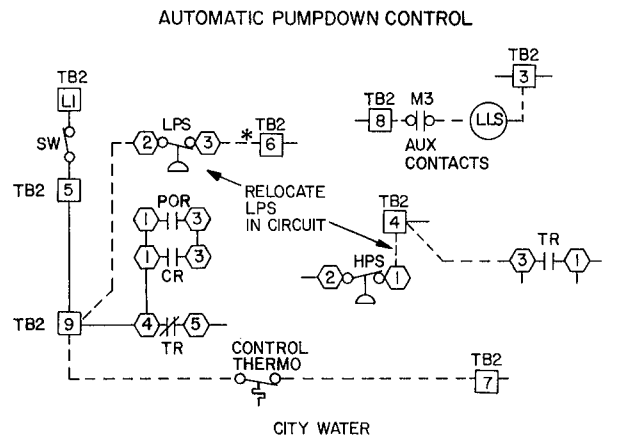 AUTOMATIC PUMPDOWN CONTROL
TB2
L1
SW
TB2 5
LPS
2 3 * TB2
6
TB2
3
TB2 M3
8 LLS
AUX
CONTACTS
RELOCATE
LPS
IN CIRCUIT
POR
1 3
1 3
CR
TB2
4
HPS
2 1
TR
3 1
TB2 9
4 5
TR
CONTROL
THERMO
TB2
7
CITY WATER